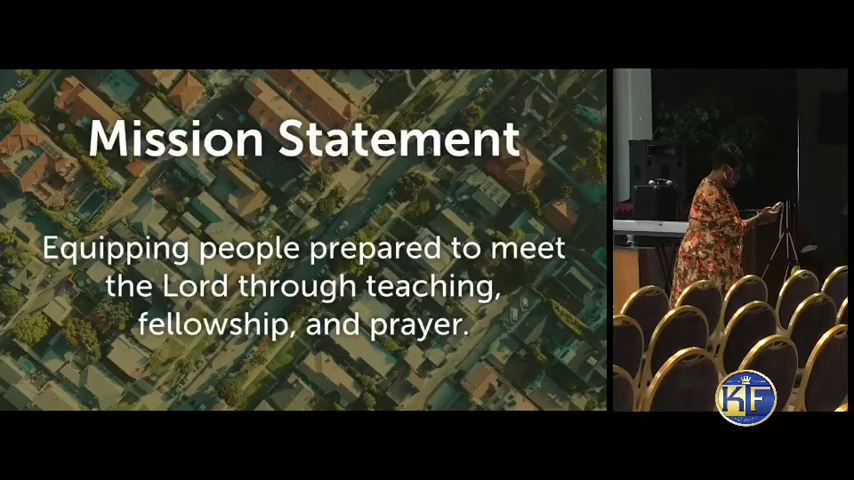 Mission Statement
Equipping people prepared to meet
the Lord through teaching,
fellowship, and prayer.
KF